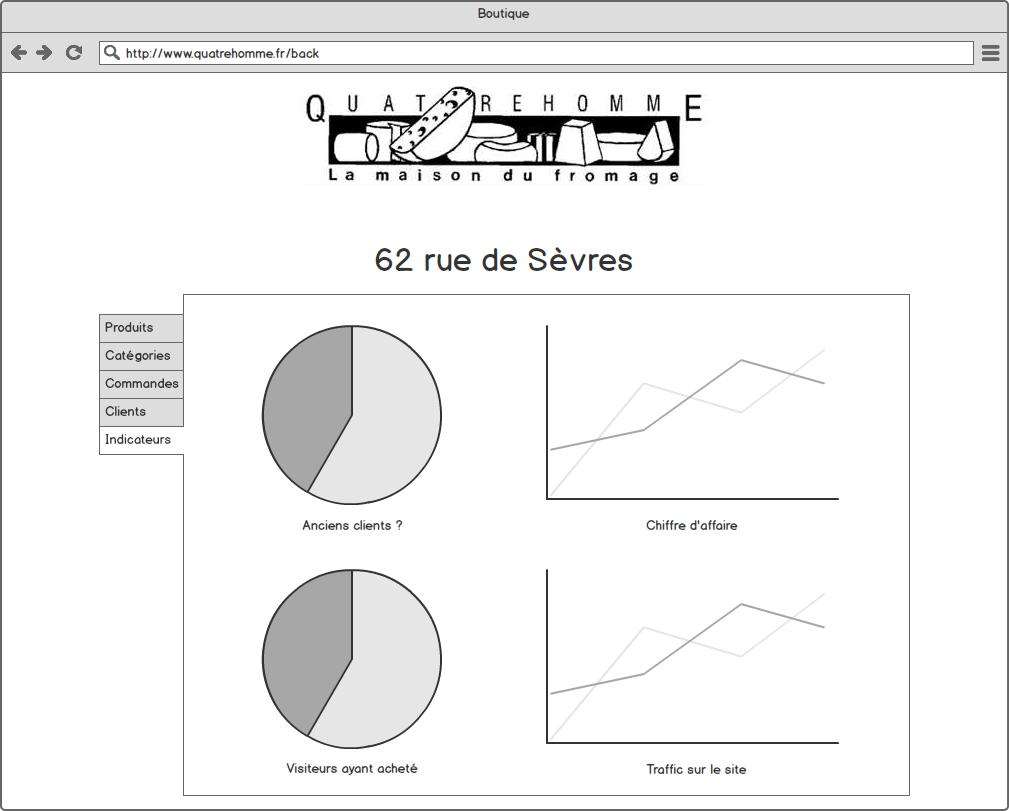 Boutique
http://www.quatrehomme.fr/back
QUATREHOMME
La maison du fromage
62 rue de Sèvres
Produits
Catégories
Commandes
Clients
Indicateurs
Anciens clients ?
Chiffre d'affaire
Visiteurs ayant acheté
Traffic sur le site